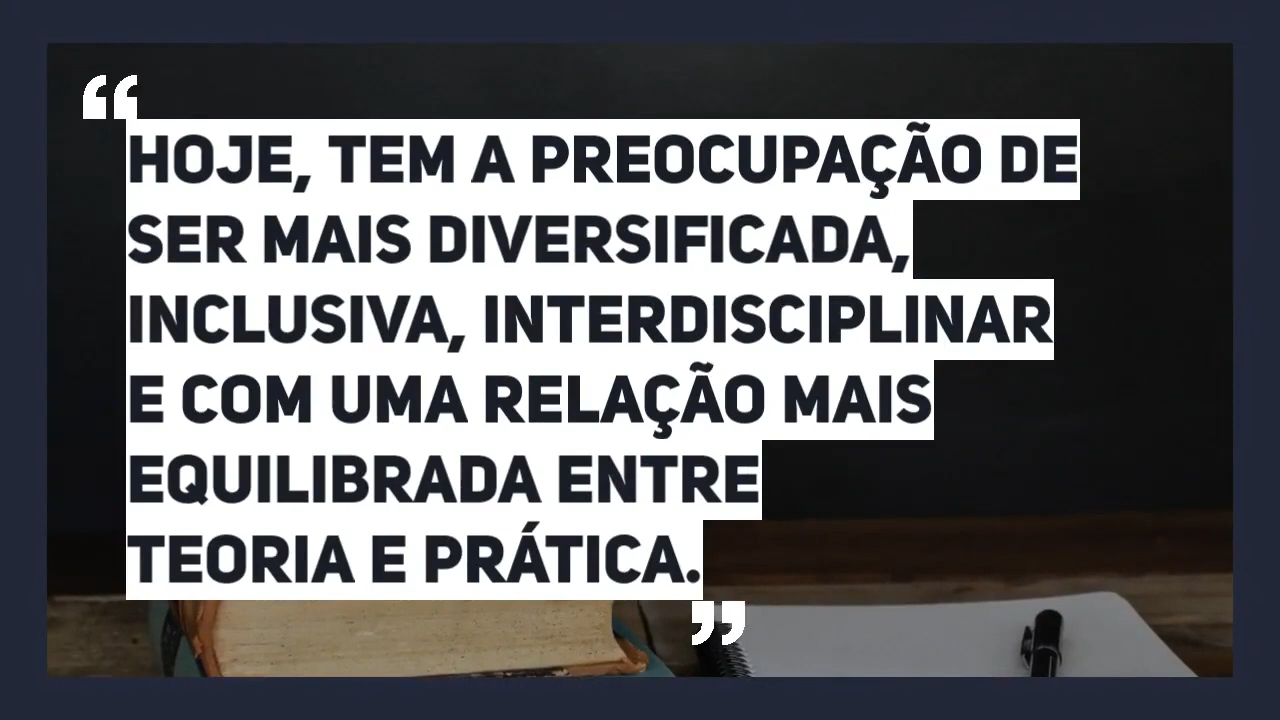 “
HOJE, TEM A PREOCUPAÇÃO DE
SER MAIS DIVERSIFICADA,
INCLUSIVA, INTERDISCIPLINAR
E COM UMA RELAÇÃO MAIS
EQUILIBRADA ENTRE
TEORIA E PRÁTICA.
”